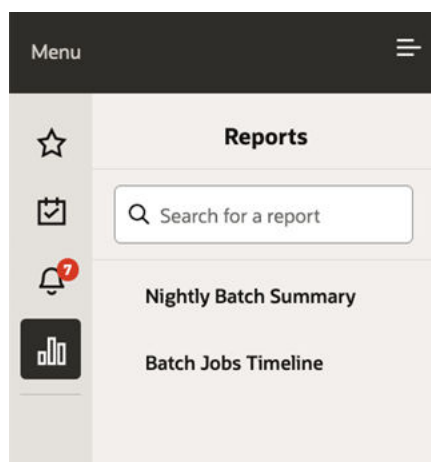 Menu
Reports
Search for a report
7
Nightly Batch Summary
Batch Jobs Timeline